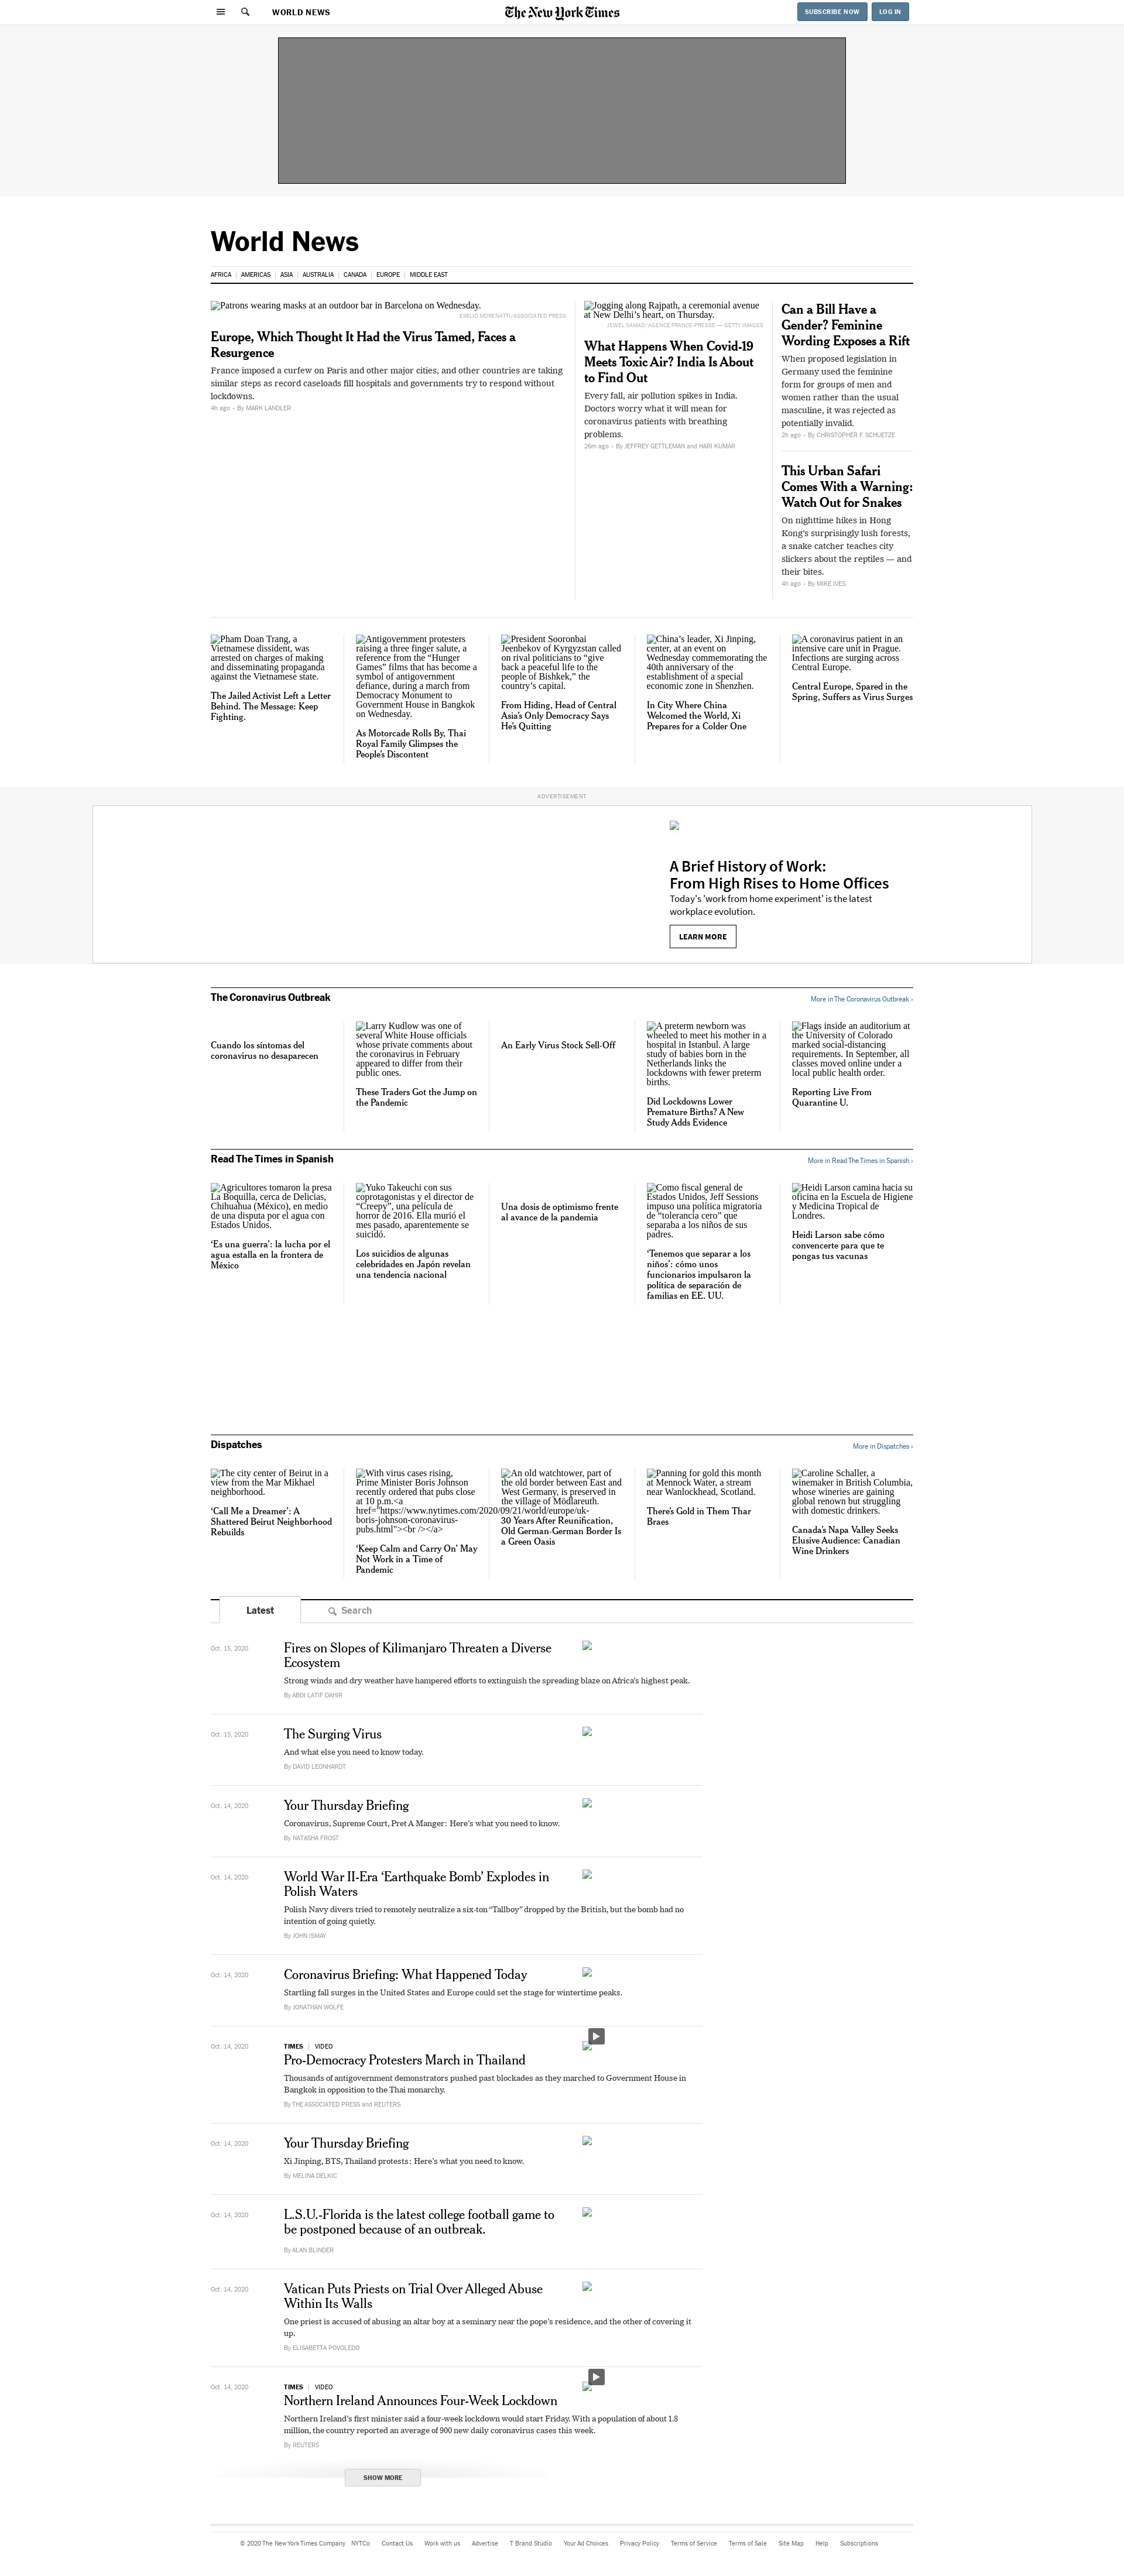 WORLD NEWS
The New York Times
SUBSCRIBE NOW
LOG IN
World News
AFRICA
AMERICAS
ASIA
AUSTRALIA
CANADA
EUROPE
MIDDLE EAST
Patrons wearing masks at an outdoor bar in Barcelona on Wednesday.
EMILIO MORENATTI/ASSOCIATED PRESS
Europe, Which Thought It Had the Virus Tamed, Faces a
Resurgence
France imposed a curfew on Paris and other major cities, and other countries are taking
similar steps as record caseloads fill hospitals and governments try to respond without
lockdowns.
4h ago • By MARK LANDLER
Jogging along Rajpath, a ceremonial avenue
at New Delhi's heart, on Thursday.
JEWEL SAMAD/AGENCE FRANCE-PRESSE — GETTY IMAGES
What Happens When Covid-19
Meets Toxic Air? India Is About
to Find Out
Every fall, air pollution spikes in India.
Doctors worry what it will mean for
coronavirus patients with breathing
problems.
26m ago • By JEFFREY GETTLEMAN and HARI KUMAR
Can a Bill Have a
Gender? Feminine
Wording Exposes a Rift
When proposed legislation in
Germany used the feminine
form for groups of men and
women rather than the usual
masculine, it was rejected as
potentially invalid.
2h ago • By CHRISTOPHER F. SCHUETZE
This Urban Safari
Comes With a Warning:
Watch Out for Snakes
On nighttime hikes in Hong
Kong's surprisingly lush forests,
a snake catcher teaches city
slickers about the reptiles — and
their bites.
4h ago • By MIKE IVES
Pham Doan Trang, a
Vietnamese dissident, was
arrested on charges of making
and disseminating propaganda
against the Vietnamese state.
The Jailed Activist Left a Letter
Behind. The Message: Keep
Fighting.
Antigovernment protesters
raising a three finger salute, a
reference from the “Hunger
Games” films that has become a
symbol of antigovernment
defiance, during a march from
Democracy Monument to
Government House in Bangkok
on Wednesday.
As Motorcade Rolls By, Thai
Royal Family Glimpses the
People's Discontent
President Sooronbai
Jeenbekov of Kyrgyzstan called
on rival politicians to “give
back a peaceful life to the
people of Bishkek,” the
country's capital.
From Hiding, Head of Central
Asia's Only Democracy Says
He's Quitting
China's leader, Xi Jinping,
center, at an event on
Wednesday commemorating the
40th anniversary of the
establishment of a special
economic zone in Shenzhen.
In City Where China
Welcomed the World, Xi
Prepares for a Colder One
A coronavirus patient in an
intensive care unit in Prague.
Infections are surging across
Central Europe.
Central Europe, Spared in the
Spring, Suffers as Virus Surges
ADVERTISEMENT
A Brief History of Work:
From High Rises to Home Offices
Today's 'work from home experiment' is the latest
workplace evolution.
LEARN MORE
The Coronavirus Outbreak
More in The Coronavirus Outbreak ›
Cuando los síntomas del
coronavirus no desaparecen
Larry Kudlow was one of
several White House officials
whose private comments about
the coronavirus in February
appeared to differ from their
public ones.
These Traders Got the Jump on
the Pandemic
An Early Virus Stock Sell-Off
A preterm newborn was
wheeled to meet his mother in a
hospital in Istanbul. A large
study of babies born in the
Netherlands links the
lockdowns with fewer preterm
births.
Did Lockdowns Lower
Premature Births? A New
Study Adds Evidence
Flags inside an auditorium at
the University of Colorado
marked social-distancing
requirements. In September, all
classes moved online under a
local public health order.
Reporting Live From
Quarantine U.
Read The Times in Spanish
More in Read The Times in Spanish ›
Agricultores tomaron la presa
La Boquilla, cerca de Delicias,
Chihuahua (México), en medio
de una disputa por el agua con
Estados Unidos.
‘Es una guerra’: la lucha por el
agua estalla en la frontera de
México
Yuko Takeuchi con sus
coprotagonistas y el director de
“Creepy”, una película de
horror de 2016. Ella murió el
mes pasado, aparentemente se
suicidó.
Los suicidios de algunas
celebridades en Japón revelan
una tendencia nacional
Una dosis de optimismo frente
al avance de la pandemia
Como fiscal general de
Estados Unidos, Jeff Sessions
impuso una política migratoria
de “tolerancia cero” que
separaba a los niños de sus
padres.
‘Tenemos que separar a los
niños’: cómo unos
funcionarios impulsaron la
política de separación de
familias en EE. UU.
Heidi Larson camina hacia su
oficina en la Escuela de Higiene
y Medicina Tropical de
Londres.
Heidi Larson sabe cómo
convencerte para que te
pongas tus vacunas
Dispatches
More in Dispatches ›
The city center of Beirut in a
view from the Mar Mikhael
neighborhood.
‘Call Me a Dreamer’: A
Shattered Beirut Neighborhood
Rebuilds
With virus cases rising,
Prime Minister Boris Johnson
recently ordered that pubs close
at 10 p.m.<a
href="https://www.nytimes.com/2020/09/21/world/europe/uk-
boris-johnson-coronavirus-
pubs.html"><br /></a>
‘Keep Calm and Carry On’ May
Not Work in a Time of
Pandemic
An old watchtower, part of
the old border between East and
West Germany, is preserved in
the village of Mödlareuth.
30 Years After Reunification,
Old German-German Border Is
a Green Oasis
Panning for gold this month
at Mennock Water, a stream
near Wanlockhead, Scotland.
There's Gold in Them Thar
Braes
Caroline Schaller, a
winemaker in British Columbia,
whose wineries are gaining
global renown but struggling
with domestic drinkers.
Canada's Napa Valley Seeks
Elusive Audience: Canadian
Wine Drinkers
Latest
Search
Oct. 15, 2020
Fires on Slopes of Kilimanjaro Threaten a Diverse
Ecosystem
Strong winds and dry weather have hampered efforts to extinguish the spreading blaze on Africa's highest peak.
By ABDI LATIF DAHIR
Oct. 15, 2020
The Surging Virus
And what else you need to know today.
By DAVID LEONHARDT
Oct. 14, 2020
Your Thursday Briefing
Coronavirus, Supreme Court, Pret A Manger: Here's what you need to know.
By NATASHA FROST
Oct. 14, 2020
World War II-Era ‘Earthquake Bomb’ Explodes in
Polish Waters
Polish Navy divers tried to remotely neutralize a six-ton “Tallboy” dropped by the British, but the bomb had no
intention of going quietly.
By JOHN ISMAY
Oct. 14, 2020
Coronavirus Briefing: What Happened Today
Startling fall surges in the United States and Europe could set the stage for wintertime peaks.
By JONATHAN WOLFE
Oct. 14, 2020
TIMES | VIDEO
Pro-Democracy Protesters March in Thailand
Thousands of antigovernment demonstrators pushed past blockades as they marched to Government House in
Bangkok in opposition to the Thai monarchy.
By THE ASSOCIATED PRESS and REUTERS
Oct. 14, 2020
Your Thursday Briefing
Xi Jinping, BTS, Thailand protests: Here's what you need to know.
By MELINA DELKIC
Oct. 14, 2020
L.S.U.-Florida is the latest college football game to
be postponed because of an outbreak.
By ALAN BLINDER
Oct. 14, 2020
Vatican Puts Priests on Trial Over Alleged Abuse
Within Its Walls
One priest is accused of abusing an altar boy at a seminary near the pope's residence, and the other of covering it
up.
By ELISABETTA POVOLEDO
Oct. 14, 2020
TIMES | VIDEO
Northern Ireland Announces Four-Week Lockdown
Northern Ireland's first minister said a four-week lockdown would start Friday. With a population of about 1.8
million, the country reported an average of 900 new daily coronavirus cases this week.
By REUTERS
SHOW MORE
© 2020 The New York Times Company
NYTCo
Contact Us
Work with us
Advertise
T Brand Studio
Your Ad Choices
Privacy Policy
Terms of Service
Terms of Sale
Site Map
Help
Subscriptions